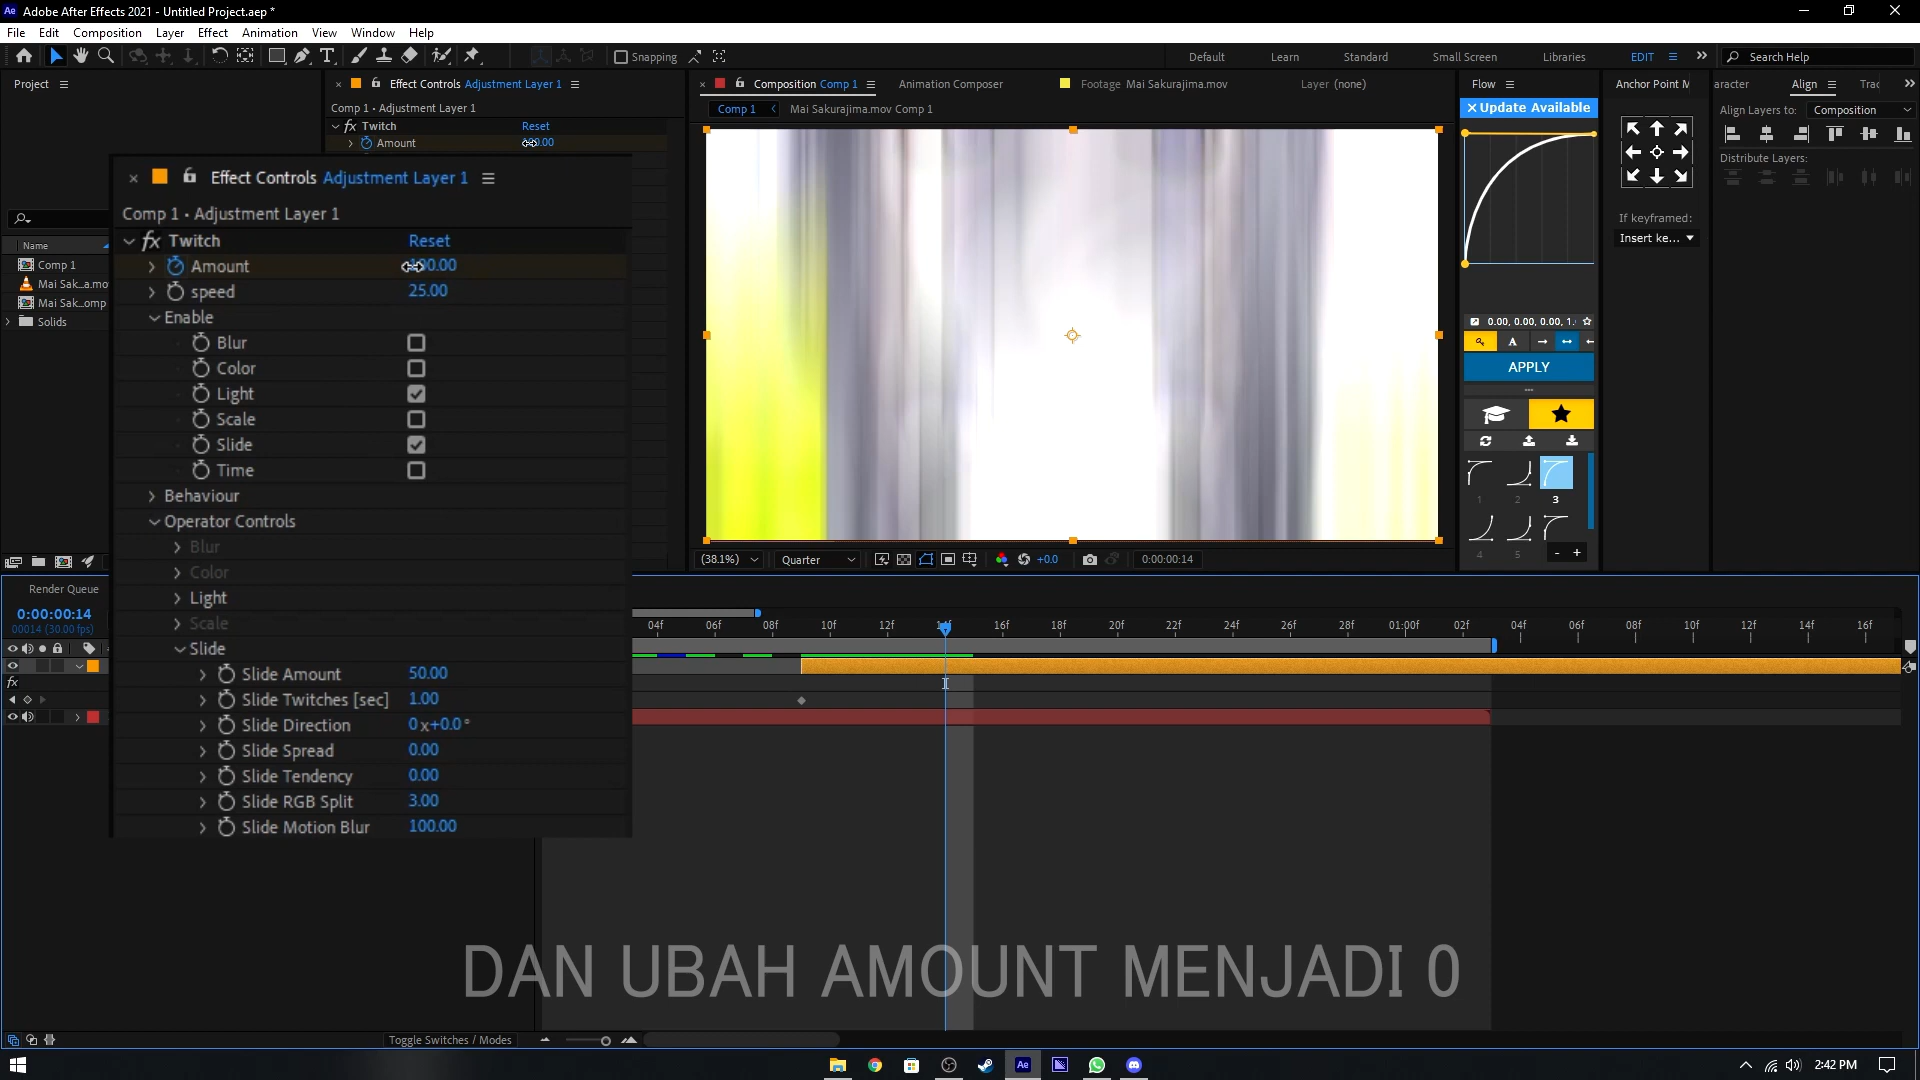 Adobe After Effects 2021 - Untitled Project.aep *
File Edit Composition Layer Effect Animation View Window Help
Snapping
Default Learn Standard Small Screen Libraries EDIT Search Help
Project
Effect Controls Adjustment Layer 1
Comp 1 • Adjustment Layer 1
fx Twitch Reset
Amount
Composition Comp 1
Animation Composer
Footage Mai Sakurajima.mov
Layer (none)
Comp 1
Mai Sakurajima.mov Comp 1
Flow
Update Available
Anchor Point M
If keyframed:
Insert ke...
aracter Align Trac
Align Layers to: Composition
Distribute Layers:
Name
Comp 1
Mai Sak...a.mo
Mai Sak...omp
Solids
Effect Controls Adjustment Layer 1
Comp 1 • Adjustment Layer 1
fx Twitch Reset
Amount
speed 25.00
Enable
Blur
Color
Light
Scale
Slide
Time
Behaviour
Operator Controls
Blur
Color
Light
Scale
Slide
Slide Amount 50.00
Slide Twitches [sec] 1.00
Slide Direction 0 x+0.0 °
Slide Spread 0.00
Slide Tendency 0.00
Slide RGB Split 3.00
Slide Motion Blur 100.00
(38.1%) Quarter +0.0 0:00:00:14
0.00, 0.00, 0.00, 1.
A
APPLY
1 2 3
4 5
- +
Render Queue
0:00:00:14
00014 (30.00 fps)
04f 06f 08f 10f 12f 14f 16f 18f 20f 22f 24f 26f 28f 01:00f 02f 04f 06f 08f 10f 12f 14f 16f
fx
DAN UBAH AMOUNT MENJADI 0
Toggle Switches / Modes
2:42 PM